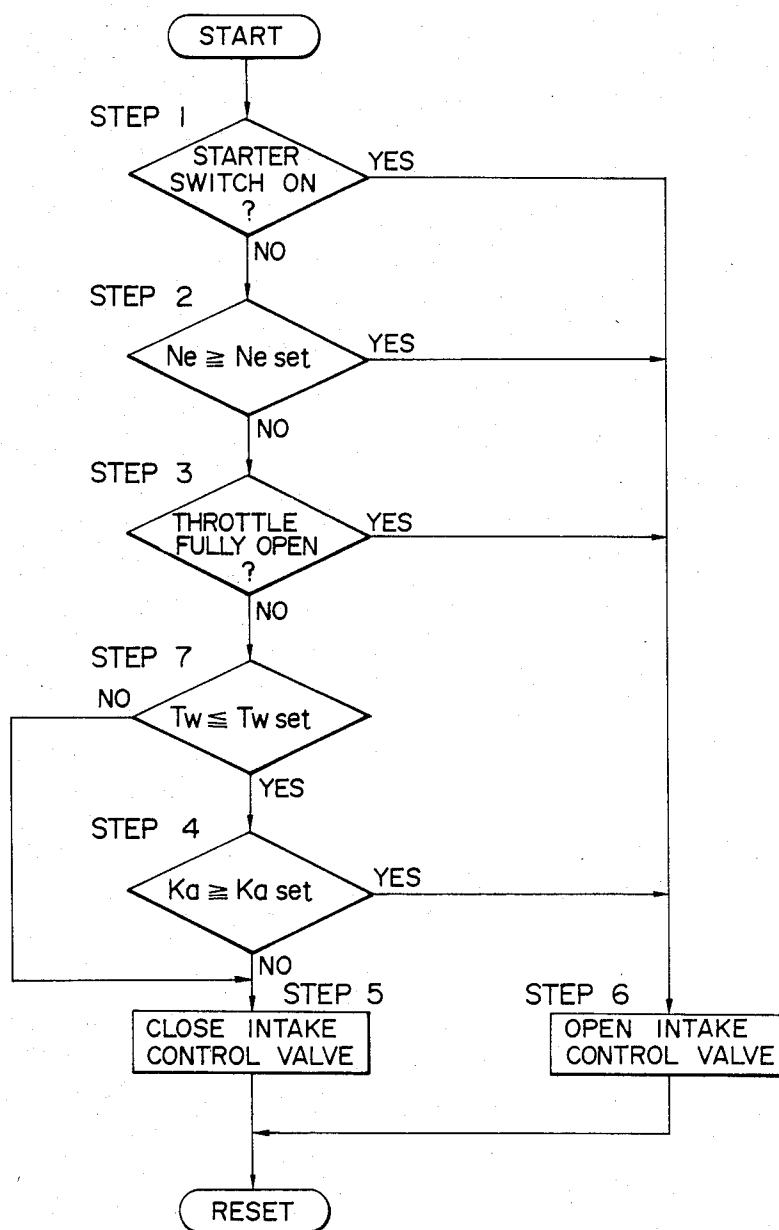 START
STEP 1
STARTER
SWITCH ON
?
YES
NO
STEP 2
Ne ≧ Ne set
YES
NO
STEP 3
THROTTLE
FULLY OPEN
?
YES
NO
STEP 7
NO
Tw ≦ Tw set
YES
STEP 4
Ka ≧ Ka set
YES
NO
STEP 5
CLOSE INTAKE
CONTROL VALVE
STEP 6
OPEN INTAKE
CONTROL VALVE
RESET